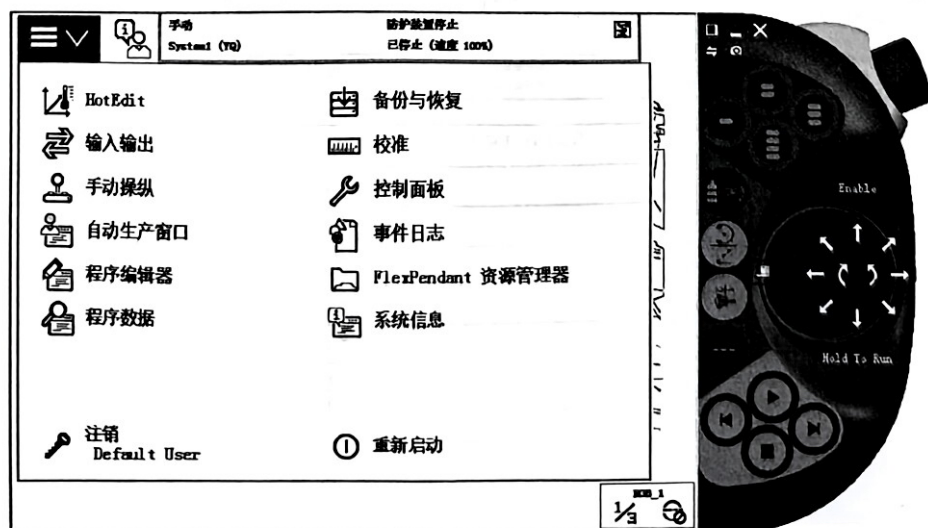 手动
System1 (YQ)
防护装置停止
已停止 (速度 100%)
HotEdit
输入输出
手动操纵
自动生产窗口
程序编辑器
程序数据
备份与恢复
校准
控制面板
事件日志
FlexPendant 资源管理器
系统信息
注销
Default User
重新启动
Enable
Hold To Run
ROB_1
1/3